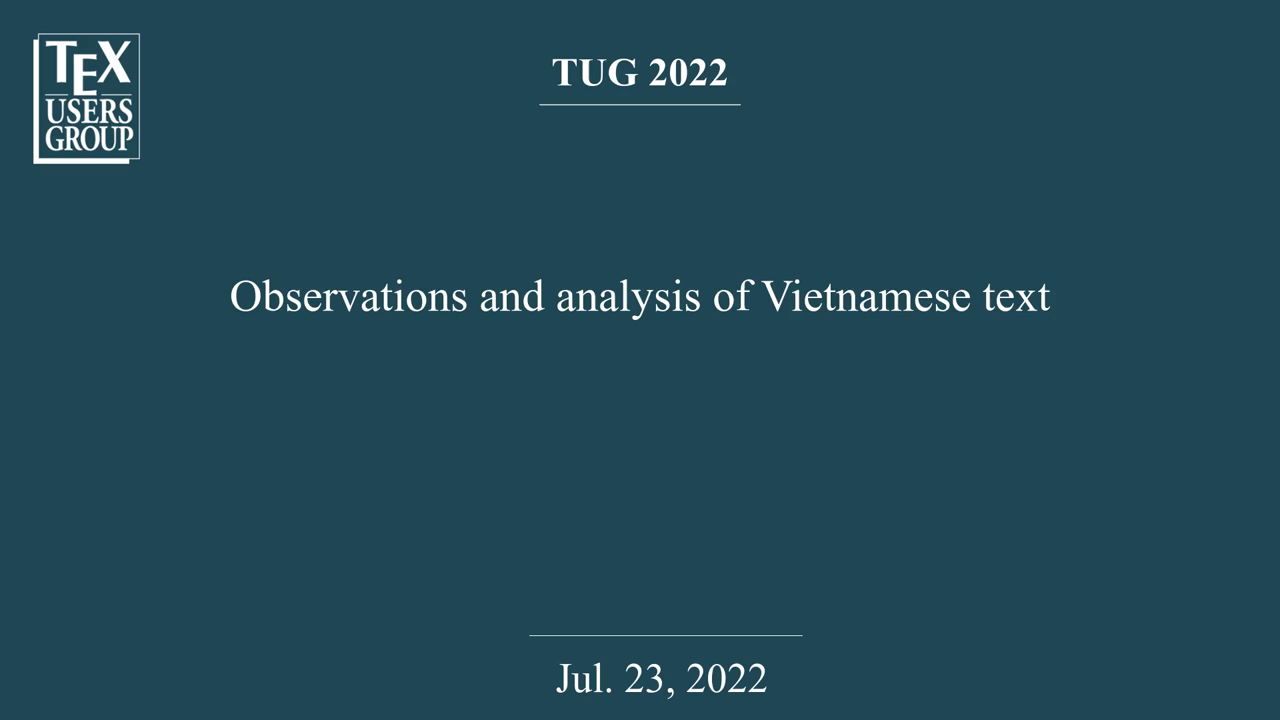 TEX
USERS
GROUP
TUG 2022
Observations and analysis of Vietnamese text
Jul. 23, 2022